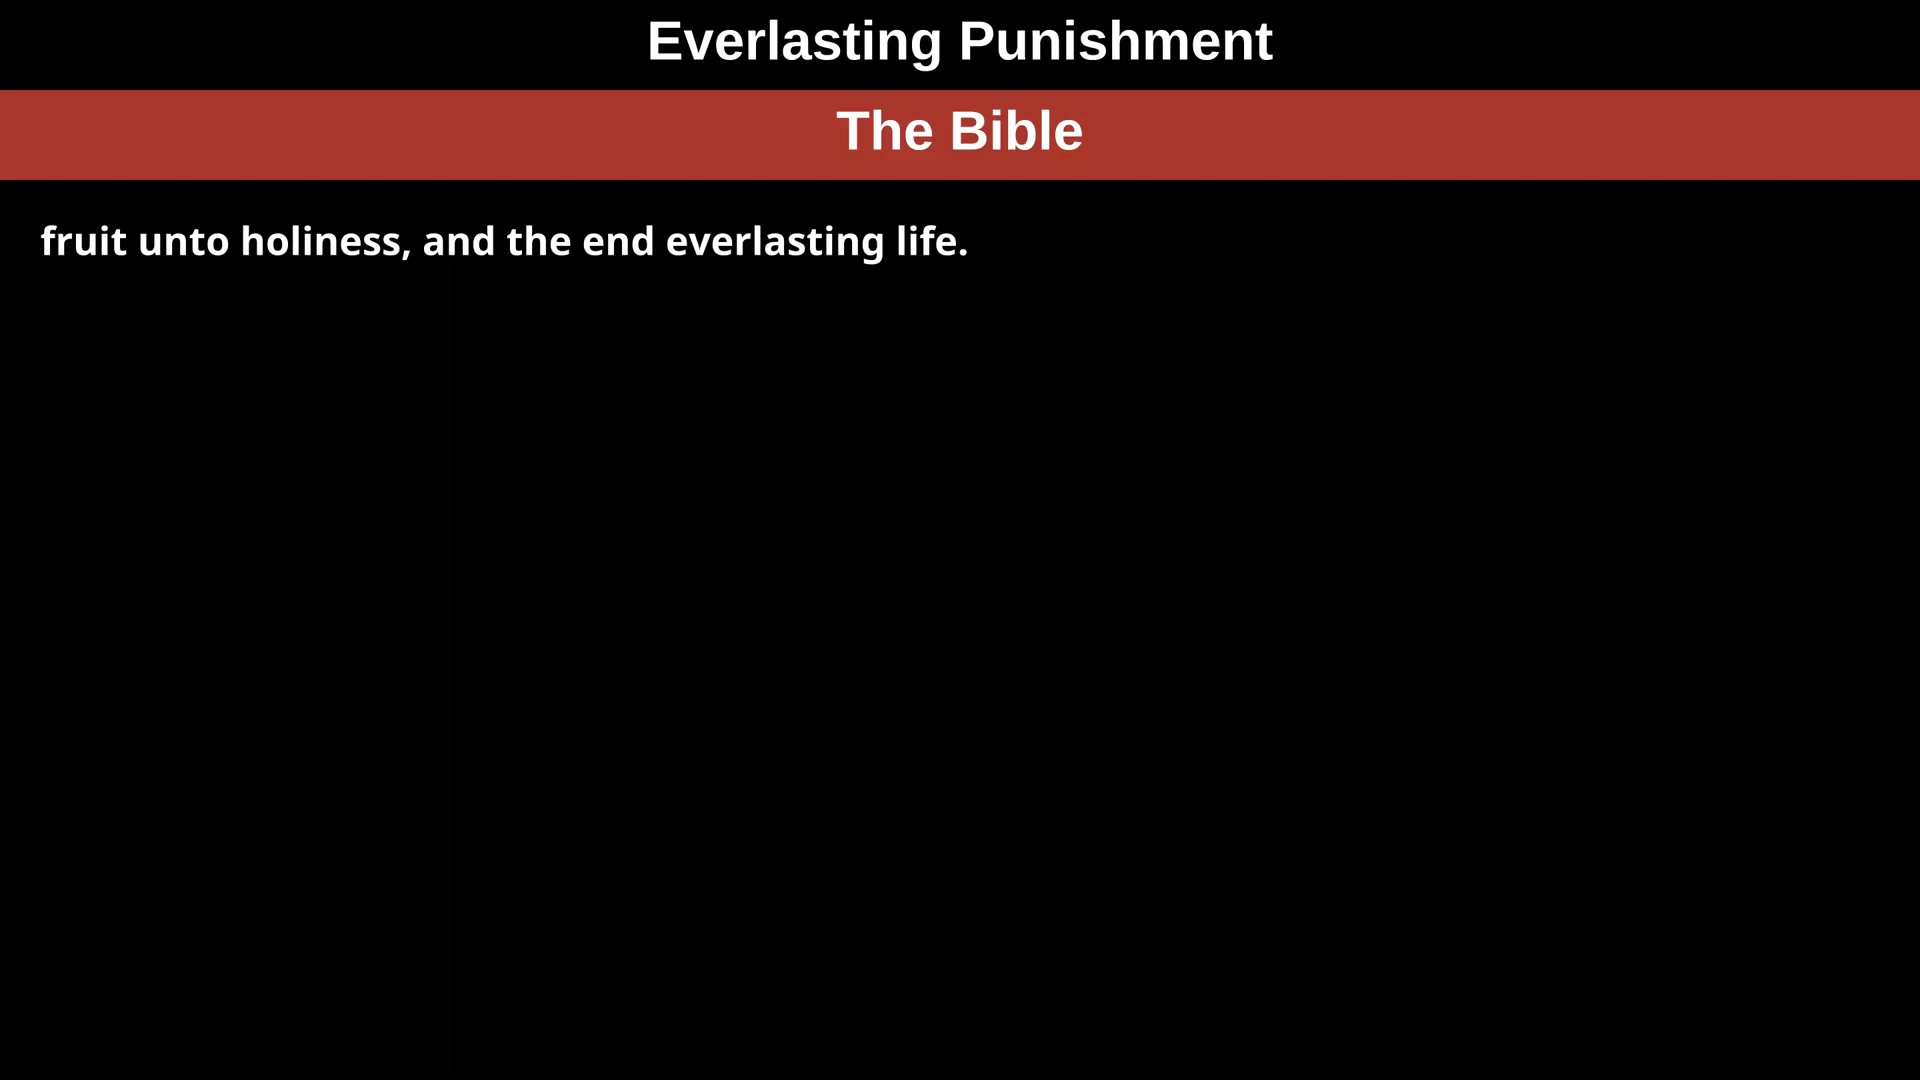 Everlasting Punishment
The Bible
fruit unto holiness, and the end everlasting life.